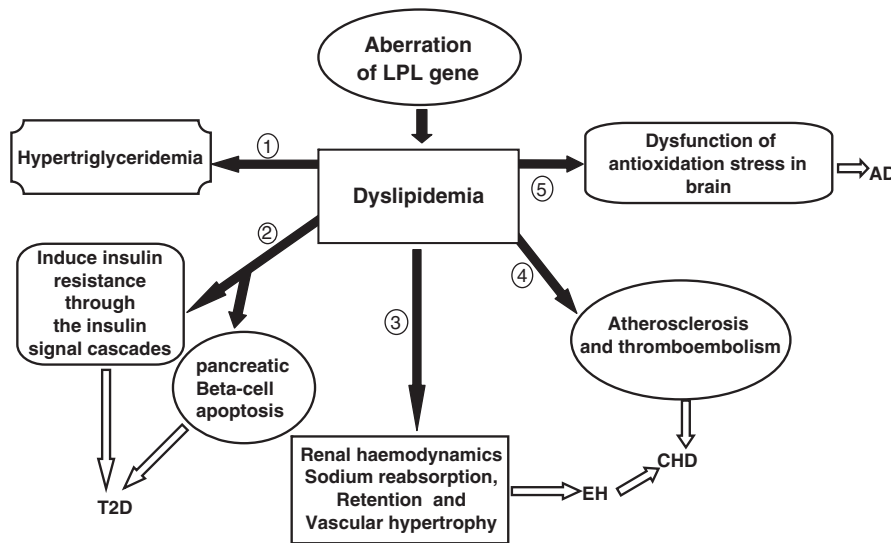 Aberration
of LPL gene
1
Hypertriglyceridemia
Dysfunction of
antioxidation stress in
brain
AD
5
Dyslipidemia
2
4
Induce insulin
resistance
through
the insulin
signal cascades
3
Atherosclerosis
and thromboembolism
pancreatic
Beta-cell
apoptosis
Renal haemodynamics
Sodium reabsorption,
Retention and
Vascular hypertrophy
CHD
EH
T2D